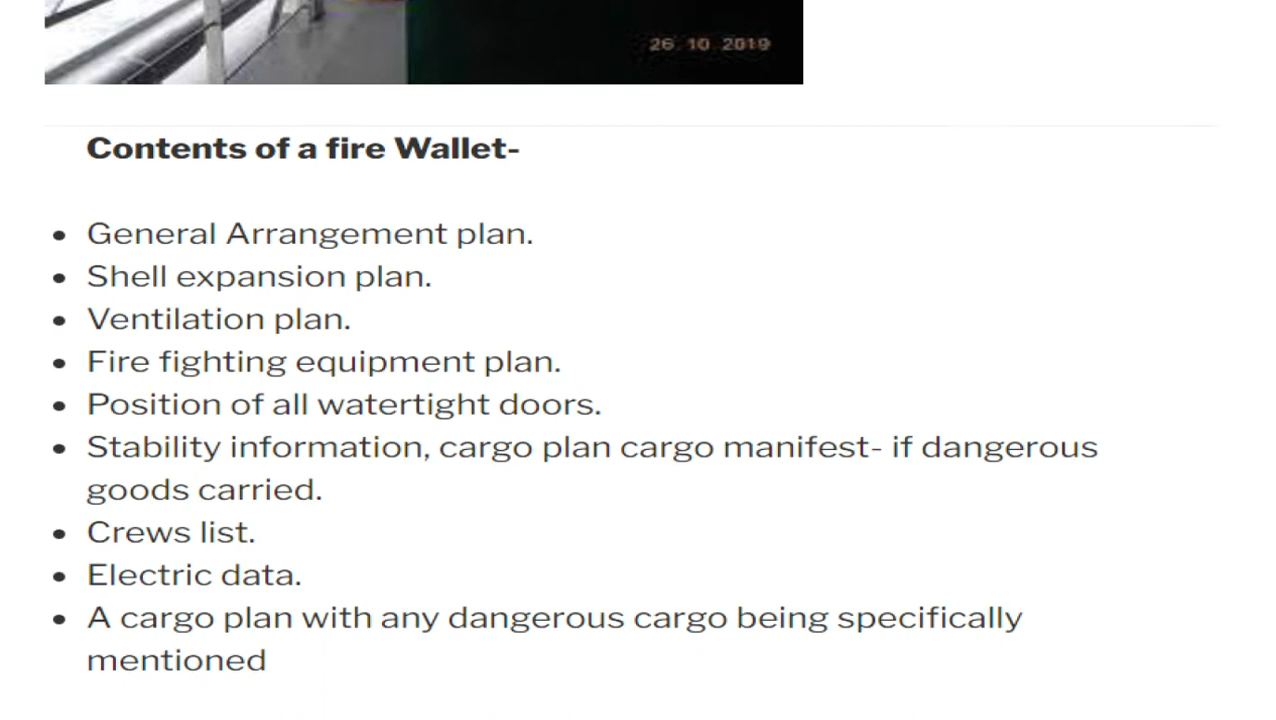 26 10 2019
Contents of a fire Wallet-
General Arrangement plan.
Shell expansion plan.
Ventilation plan.
Fire fighting equipment plan.
Position of all watertight doors.
Stability information, cargo plan cargo manifest- if dangerous
goods carried.
Crews list.
Electric data.
A cargo plan with any dangerous cargo being specifically
mentioned